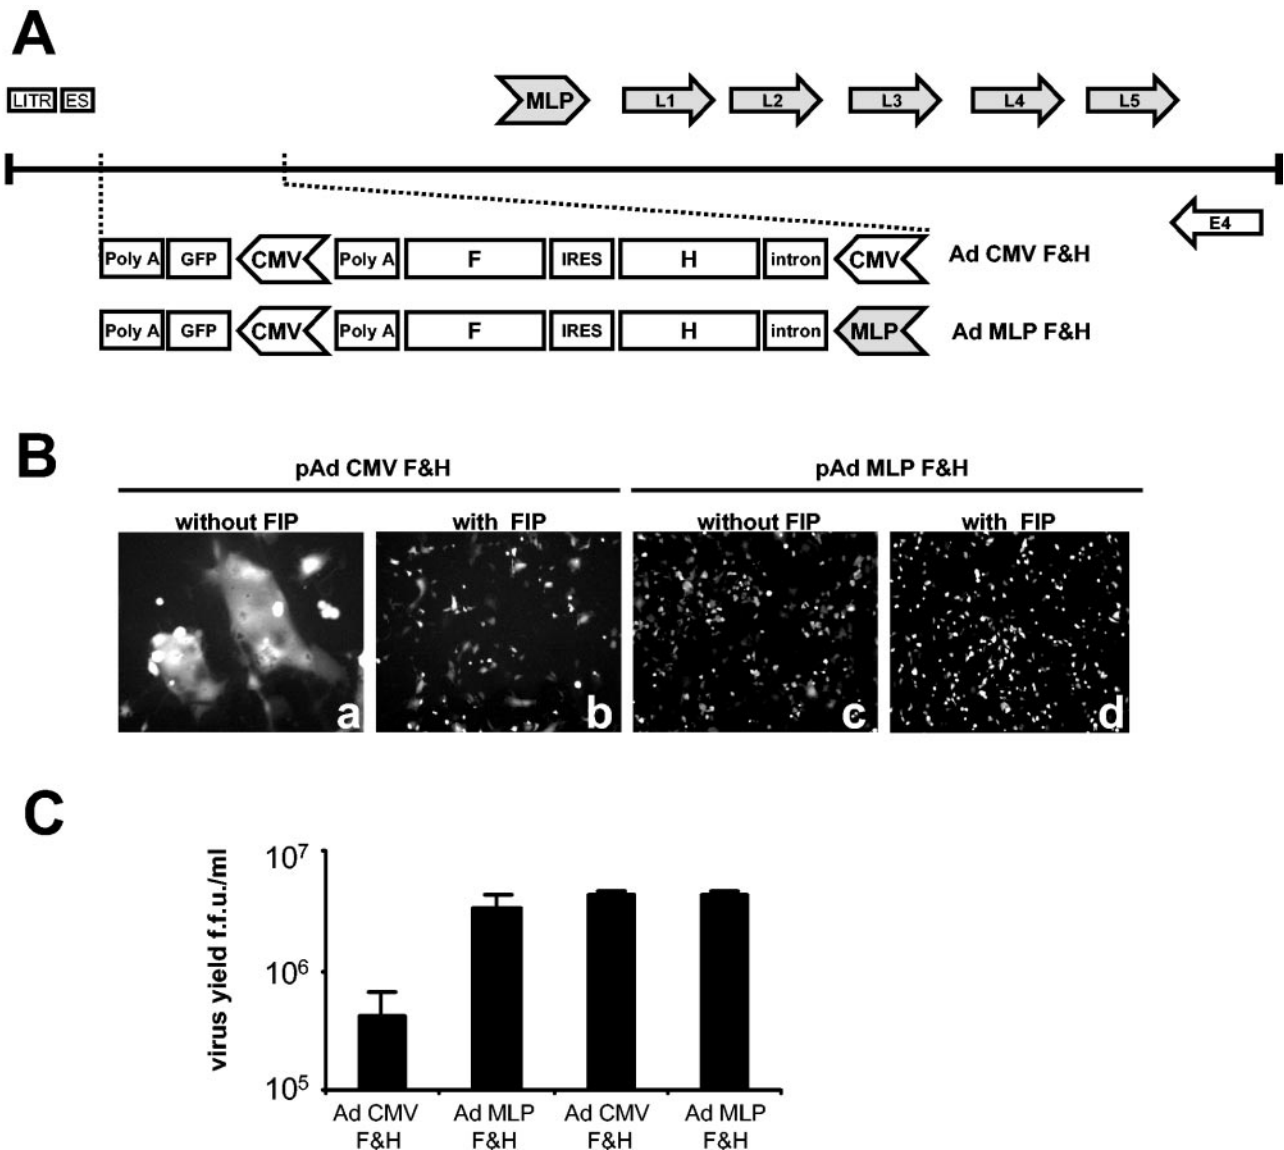 A
LITR ES MLP L1 L2 L3 L4 L5
E4
Poly A GFP CMV Poly A F IRES H intron CMV Ad CMV F&H
Poly A GFP CMV Poly A F IRES H intron MLP Ad MLP F&H
B
pAd CMV F&H pAd MLP F&H
without FIP with FIP without FIP with FIP
a b c d
C
virus yield f.f.u./ml
10⁷
10⁶
10⁵
Ad CMV Ad MLP Ad CMV Ad MLP
F&H F&H F&H F&H